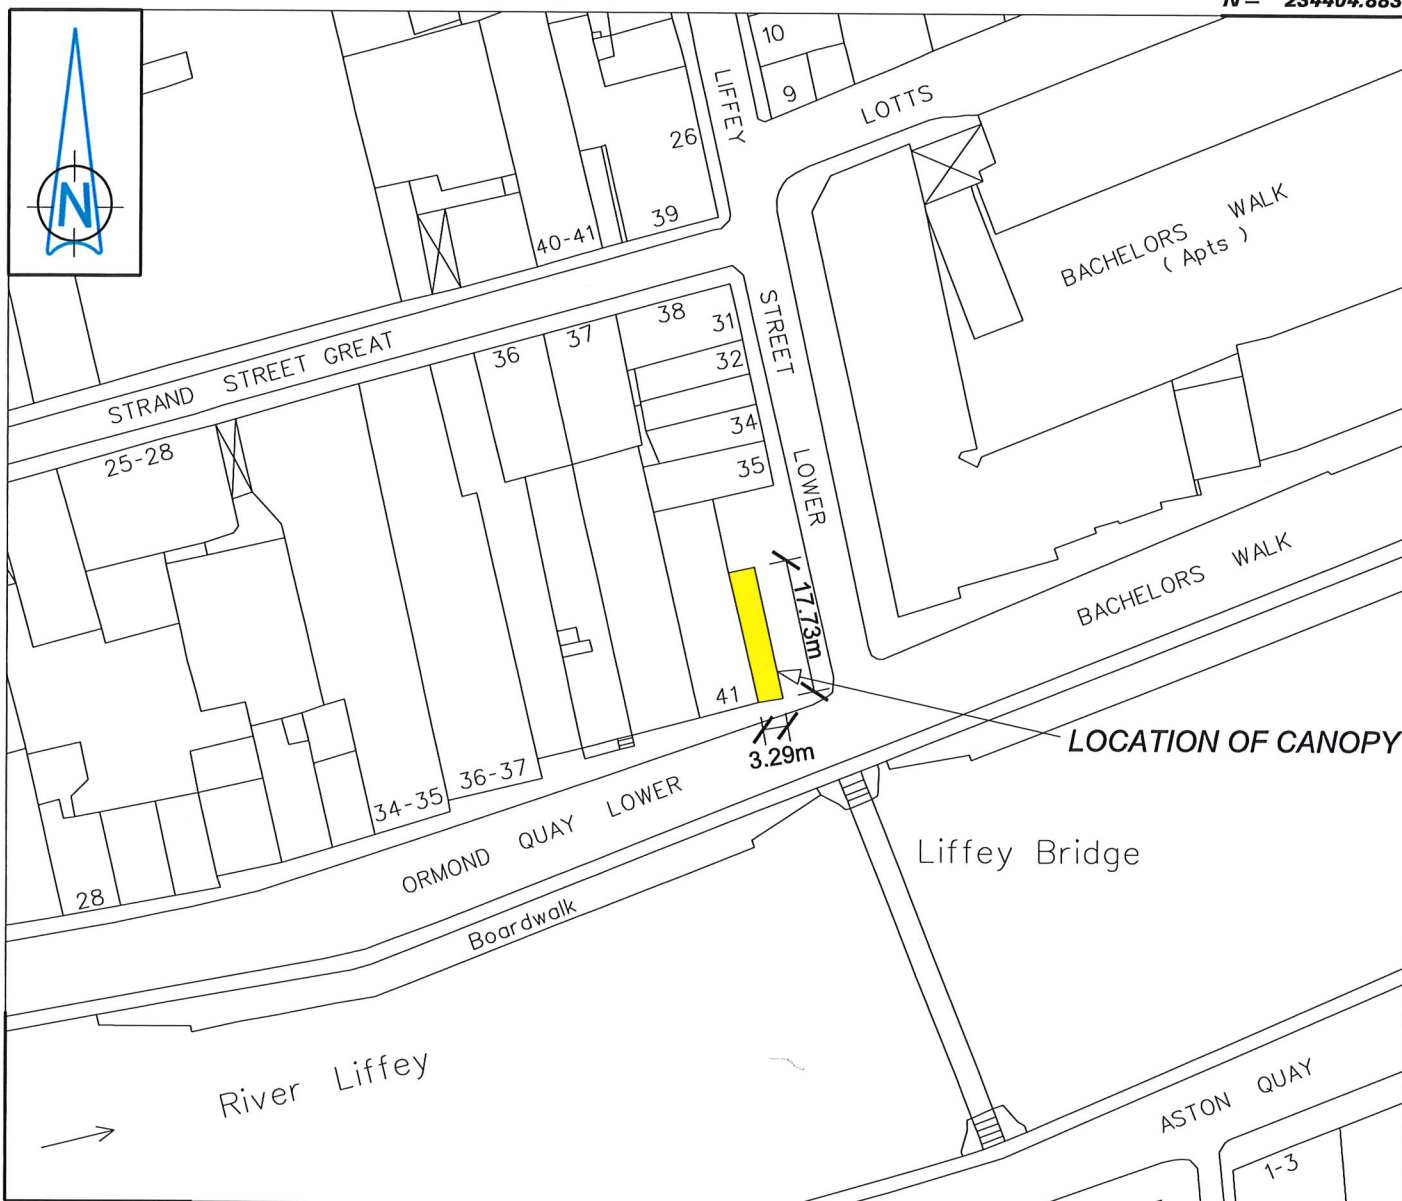 N= 234404.883
N
10
9
LIFFEY
LOTTS
26
39
40-41
BACHELORS WALK
( Apts )
STREET
38
31
37
36
32
STRAND STREET GREAT
34
25-28
35
LOWER
BACHELORS WALK
17.73m
41
LOCATION OF CANOPY
3.29m
36-37
34-35
ORMOND QUAY LOWER
Liffey Bridge
28
Boardwalk
River Liffey
ASTON QUAY
1-3